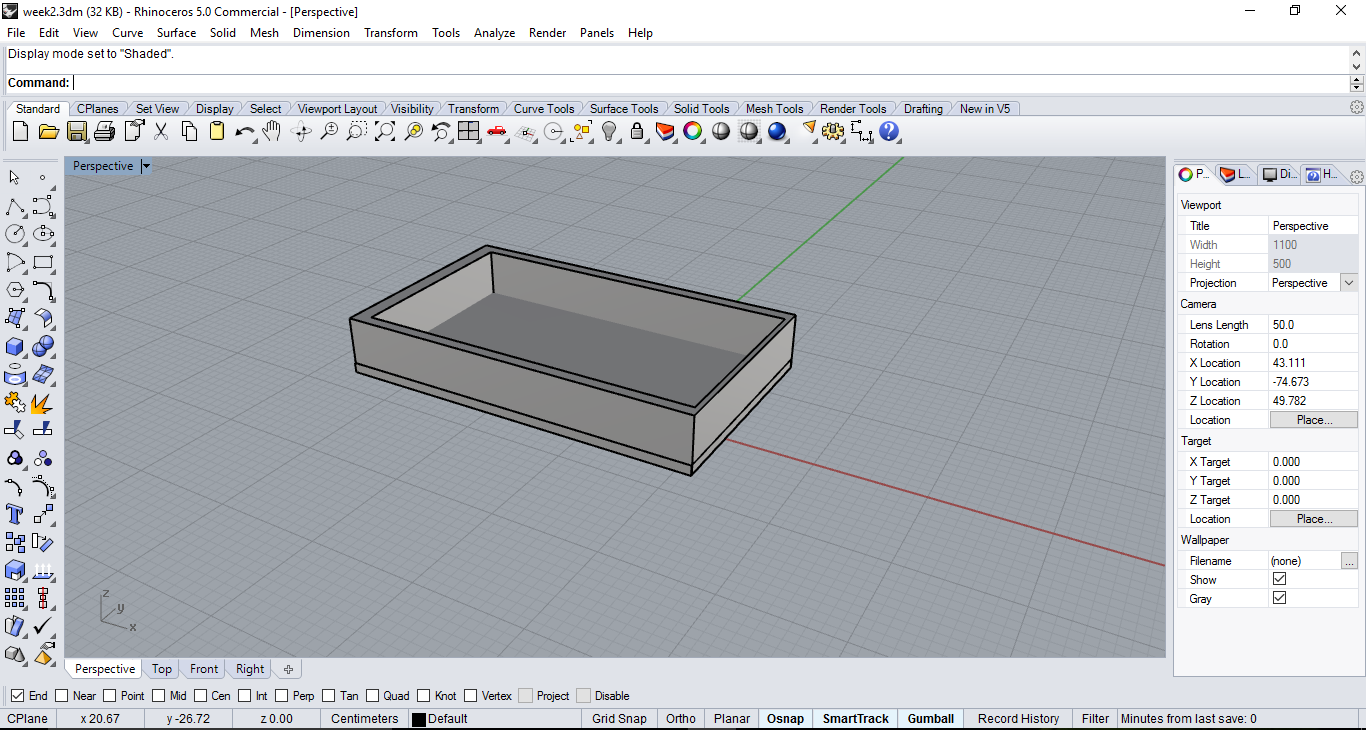 week2.3dm (32 KB) - Rhinoceros 5.0 Commercial - [Perspective]
File Edit View Curve Surface Solid Mesh Dimension Transform Tools Analyze Render Panels Help
Display mode set to "Shaded".
Command:
Standard CPlanes Set View Display Select Viewport Layout Visibility Transform Curve Tools Surface Tools Solid Tools Mesh Tools Render Tools Drafting New in V5
Perspective
P... L... Di... H...
Viewport
Title Perspective
Width 1100
Height 500
Projection Perspective
Camera
Lens Length 50.0
Rotation 0.0
X Location 43.111
Y Location -74.673
Z Location 49.782
Location Place...
Target
X Target 0.000
Y Target 0.000
Z Target 0.000
Location Place...
Wallpaper
Filename (none) ...
Show
Gray
z
y
x
Perspective Top Front Right
End Near Point Mid Cen Int Perp Tan Quad Knot Vertex Project Disable
CPlane x 20.67 y -26.72 z 0.00 Centimeters Default Grid Snap Ortho Planar Osnap SmartTrack Gumball Record History Filter Minutes from last save: 0